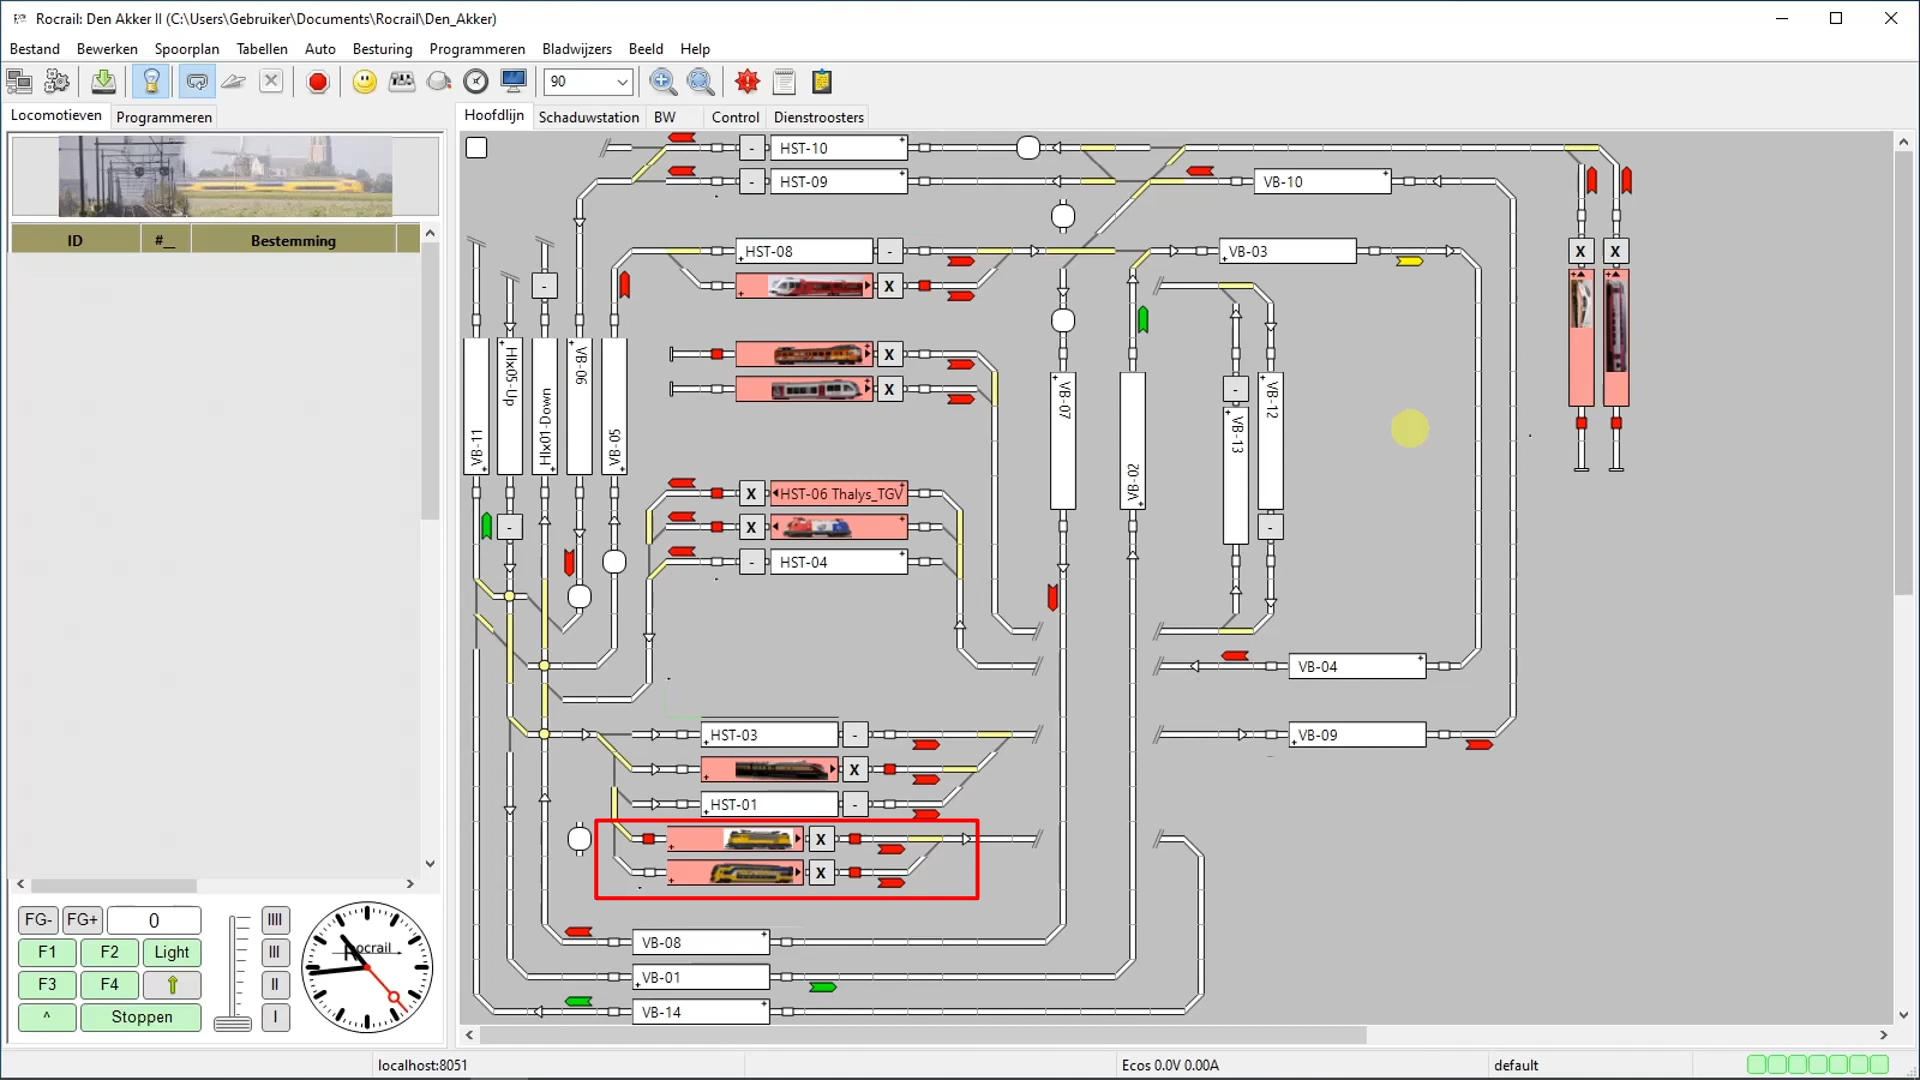 Rocrail: Den Akker II (C:\Users\Gebruiker\Documents\Rocrail\Den_Akker)
Bestand Bewerken Spoorplan Tabellen Auto Besturing Programmeren Bladwijzers Beeld Help
90
Locomotieven Programmeren
Hoofdlijn Schaduwstation BW Control Dienstroosters
ID #_ Bestemming
- HST-10
- HST-09
VB-10
HST-08 -
VB-03
X X
X
-
X
X
VB-11
Hlx05-Up
Hlx01-Down
VB-06
VB-05
VB-07
VB-02
-
VB-13
VB-12
X HST-06 Thalys_TGV
X
-
-
- HST-04
VB-04
HST-03 -
VB-09
X
HST-01 -
X
X
VB-08
VB-01
VB-14
FG- FG+ 0 IIII
F1 F2 Light III
F3 F4 II
^ Stoppen I
Rocrail
localhost:8051 Ecos 0.0V 0.00A default